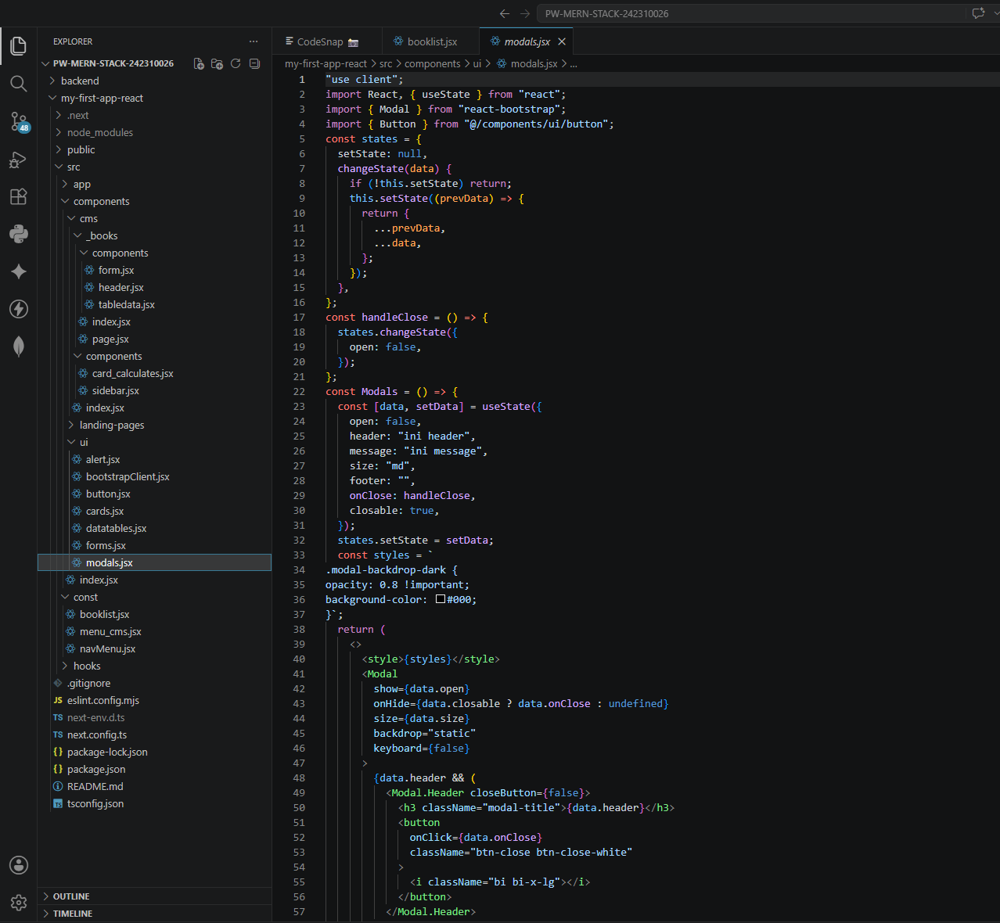 PW-MERN-STACK-242310026
EXPLORER
PW-MERN-STACK-242310026
backend
my-first-app-react
.next
node_modules
public
src
app
components
cms
_books
components
form.jsx
header.jsx
tabledata.jsx
index.jsx
page.jsx
components
card_calculates.jsx
sidebar.jsx
index.jsx
landing-pages
ui
alert.jsx
bootstrapClient.jsx
button.jsx
cards.jsx
datatables.jsx
forms.jsx
modals.jsx
index.jsx
const
booklist.jsx
menu_cms.jsx
navMenu.jsx
hooks
.gitignore
JS eslint.config.mjs
TS next-env.d.ts
TS next.config.ts
{} package-lock.json
{} package.json
README.md
TS tsconfig.json
OUTLINE
TIMELINE
48
CodeSnap booklist.jsx modals.jsx
my-first-app-react > src > components > ui > modals.jsx > ...
1 "use client";
2 import React, { useState } from "react";
3 import { Modal } from "react-bootstrap";
4 import { Button } from "@/components/ui/button";
5 const states = {
6 setState: null,
7 changeState(data) {
8 if (!this.setState) return;
9 this.setState((prevData) => {
10 return {
11 ...prevData,
12 ...data,
13 };
14 });
15 },
16 };
17 const handleClose = () => {
18 states.changeState({
19 open: false,
20 });
21 };
22 const Modals = () => {
23 const [data, setData] = useState({
24 open: false,
25 header: "ini header",
26 message: "ini message",
27 size: "md",
28 footer: "",
29 onClose: handleClose,
30 closable: true,
31 });
32 states.setState = setData;
33 const styles = `
34 .modal-backdrop-dark {
35 opacity: 0.8 !important;
36 background-color: #000;
37 }`;
38 return (
39 <>
40 <style>{styles}</style>
41 <Modal
42 show={data.open}
43 onHide={data.closable ? data.onClose : undefined}
44 size={data.size}
45 backdrop="static"
46 keyboard={false}
47 >
48 {data.header && (
49 <Modal.Header closeButton={false}>
50 <h3 className="modal-title">{data.header}</h3>
51 <button
52 onClick={data.onClose}
53 className="btn-close btn-close-white"
54 >
55 <i className="bi bi-x-lg"></i>
56 </button>
57 </Modal.Header>